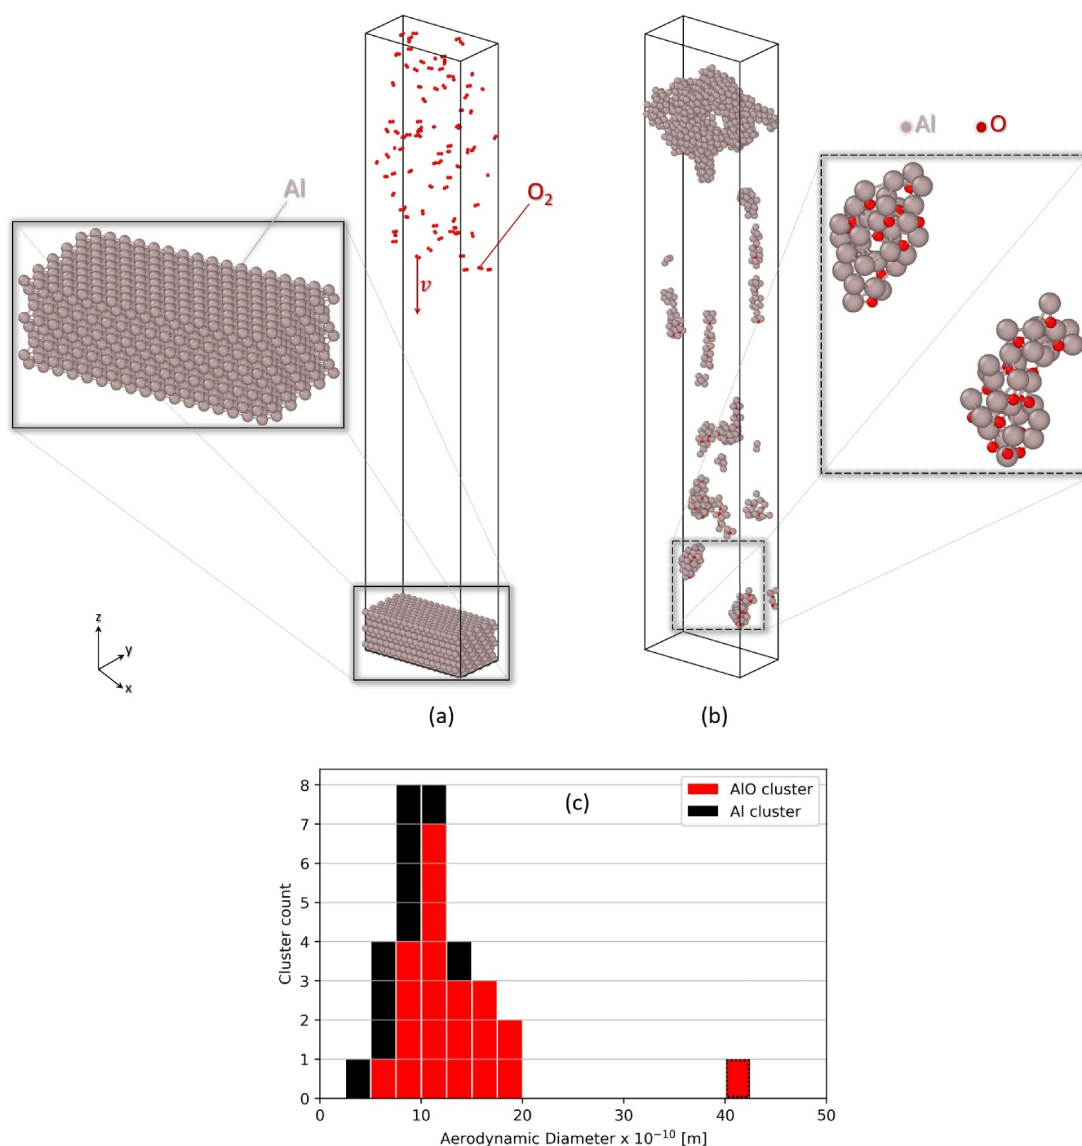 Al
O₂
v
z
y
x
(a)
Al
O
(b)
(c)
AlO cluster
Al cluster
Cluster count
8
7
6
5
4
3
2
1
0
0 10 20 30 40 50
Aerodynamic Diameter x 10⁻¹⁰ [m]